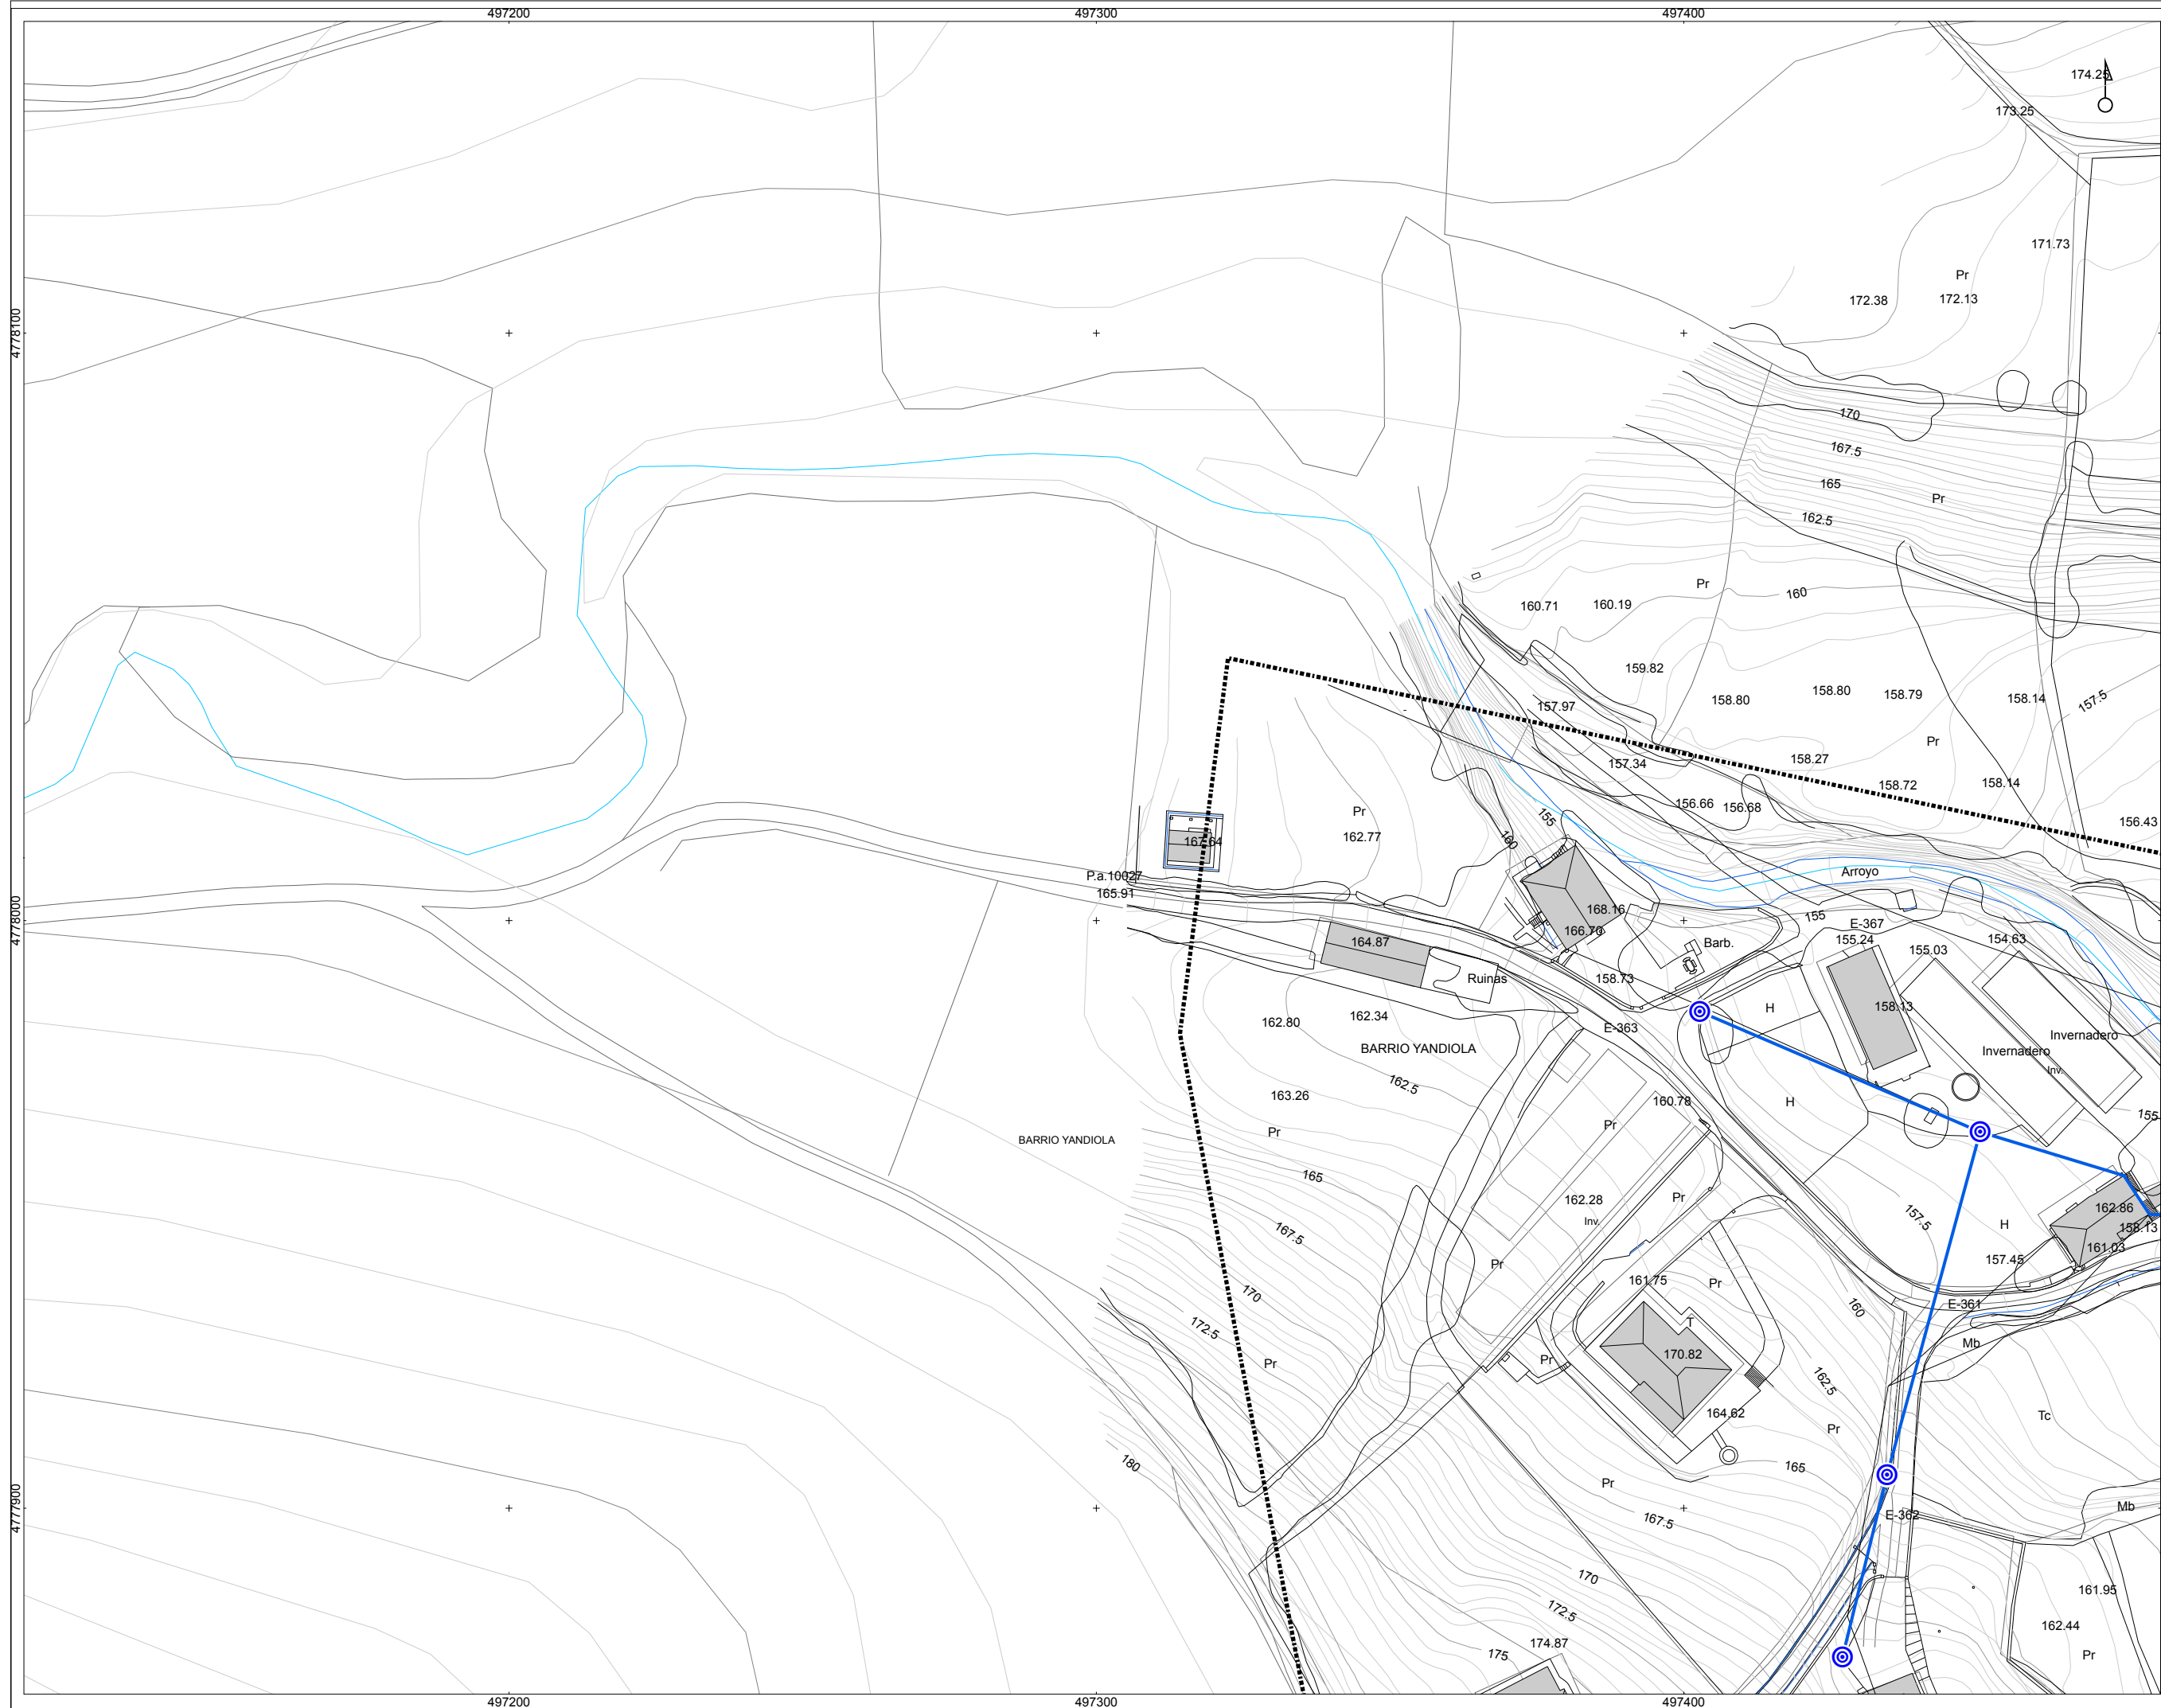 497200
497300
497400
174.25
173.25
171.73
Pr
172.38
172.13
4778100
170
167.5
165
Pr
162.5
Pr
160
160.71
160.19
159.82
158.80
158.80
158.79
158.14
157.5
157.97
Pr
157.34
158.27
158.72
158.14
156.66
156.68
156.43
Pr
162.77
155
160
167.64
P.a.10027
165.91
Arroyo
4778000
168.16
166.70
155
E-367
155.24
155.03
154.63
Barb.
164.87
Ruinas
158.73
H
158.13
162.80
162.34
E-363
BARRIO YANDIOLA
Invernadero
Invernadero
Inv.
162.5
163.26
160.78
H
155
Pr
Pr
BARRIO YANDIOLA
165
162.28
Pr
Inv.
157.5
H
162.86
158.13
161.03
157.45
167.5
Pr
161.75
Pr
170
160
E-361
172.5
T
Mb
Pr
Pr
170.82
162.5
164.62
Tc
Pr
180
165
Pr
4777900
Mb
167.5
E-362
170
161.95
172.5
162.44
174.87
175
Pr
497200
497300
497400